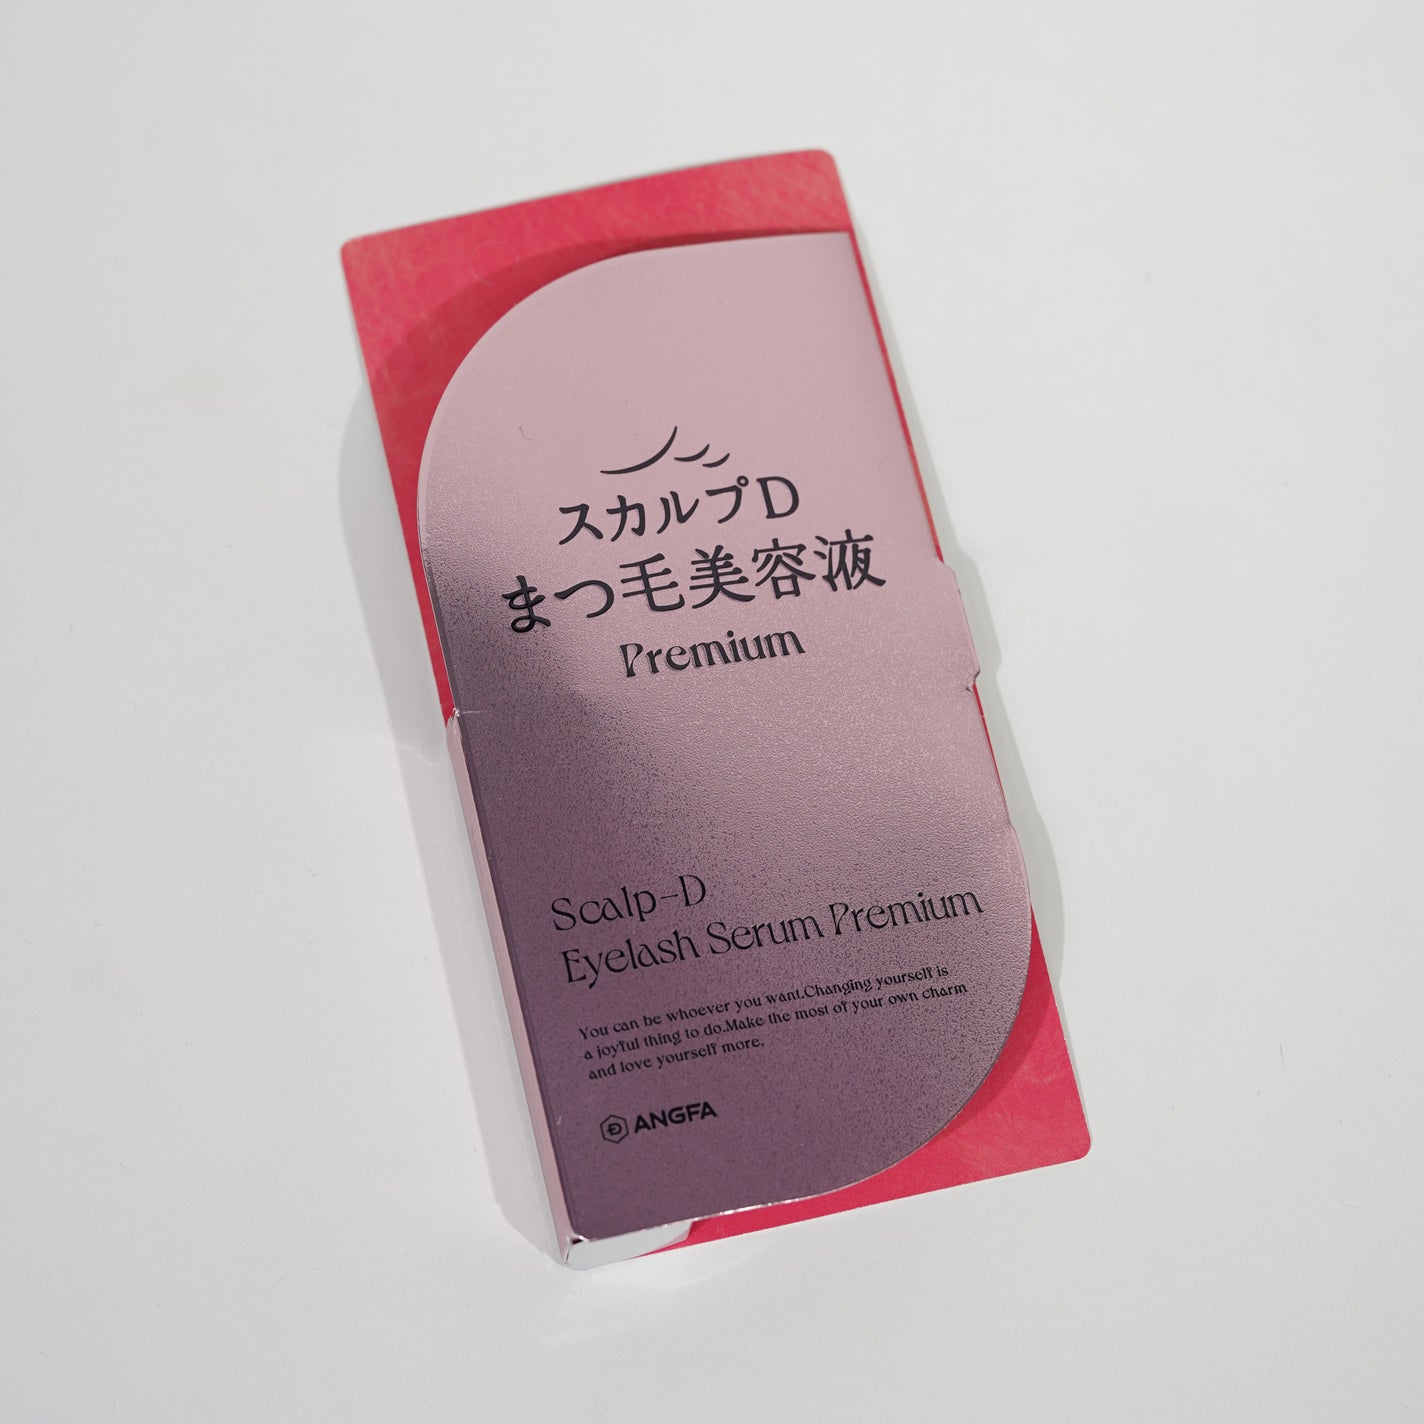 スカルプD
まつ毛美容液
Premium
Scalp-D
Eyelash Serum Premium
You can be whoever you want.Changing yourself is
a joyful thing to do.Make the most of your own charm
and love yourself more.
ANGFA